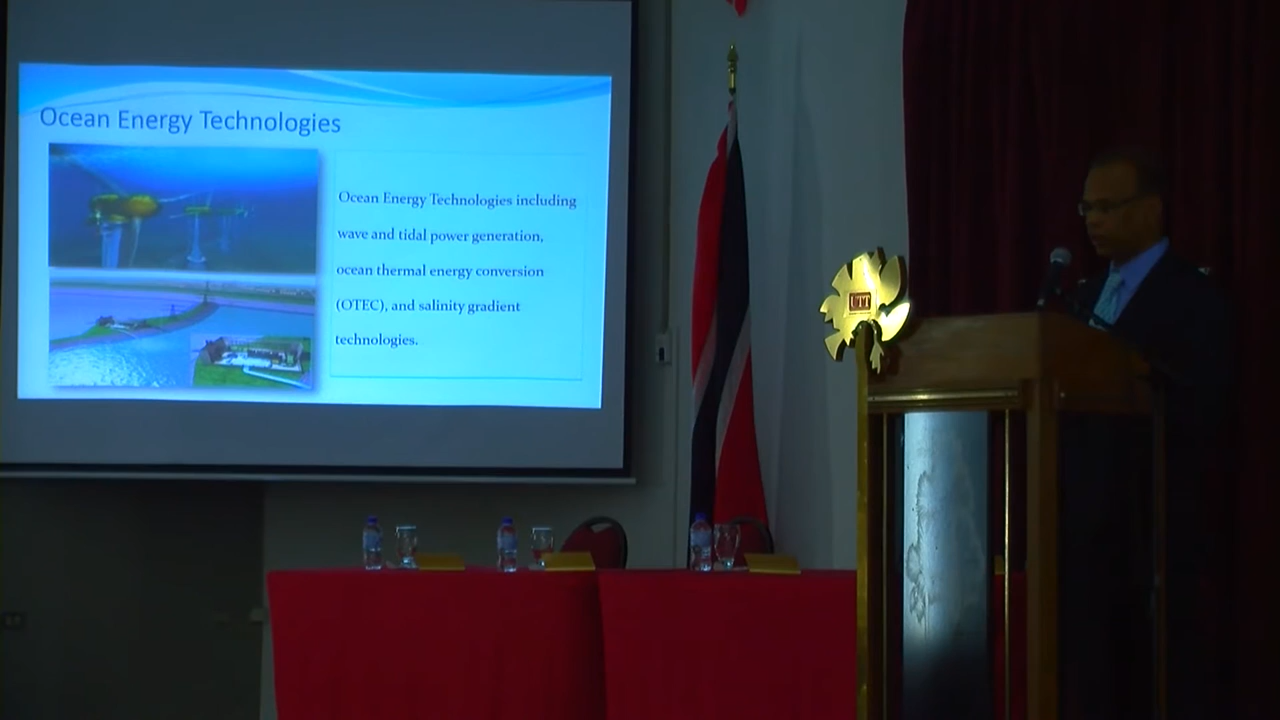 Ocean Energy Technologies
Ocean Energy Technologies including
wave and tidal power generation,
ocean thermal energy conversion
(OTEC), and salinity gradient
technologies.
UTT